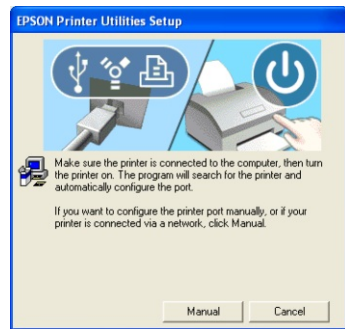 EPSON Printer Utilities Setup
Make sure the printer is connected to the computer, then turn
the printer on. The program will search for the printer and
automatically configure the port.
If you want to configure the printer port manually, or if your
printer is connected via a network, click Manual.
Manual
Cancel